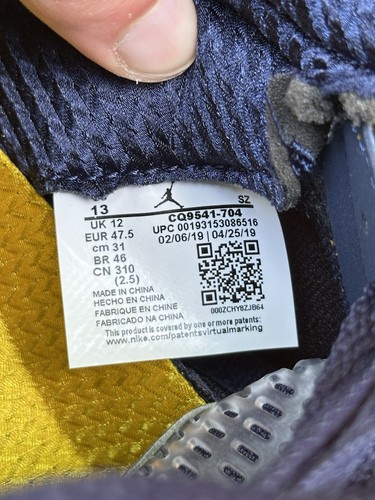 13 SZ
UK 12 CQ9541-704
EUR 47.5 UPC 00193153086516
cm 31 02/06/19 | 04/25/19
BR 46
CN 310
(2.5)
MADE IN CHINA
HECHO EN CHINA
FABRIQUE EN CHINE
FABRICADO NA CHINA
000ZCHY8ZJB64
This product is covered by one or more patents:
www.nike.com/patentsvirtualmarking